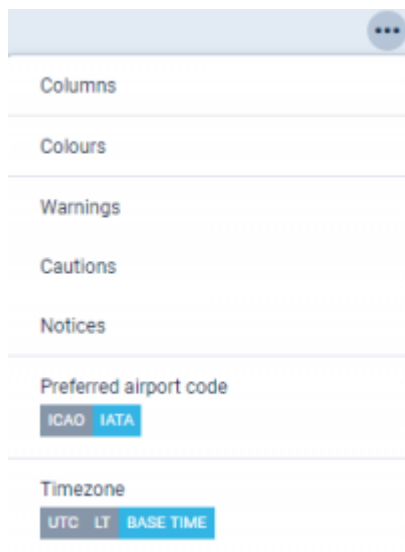 Columns
Colours
Warnings
Cautions
Notices
Preferred airport code
ICAO IATA
Timezone
UTC LT BASE TIME